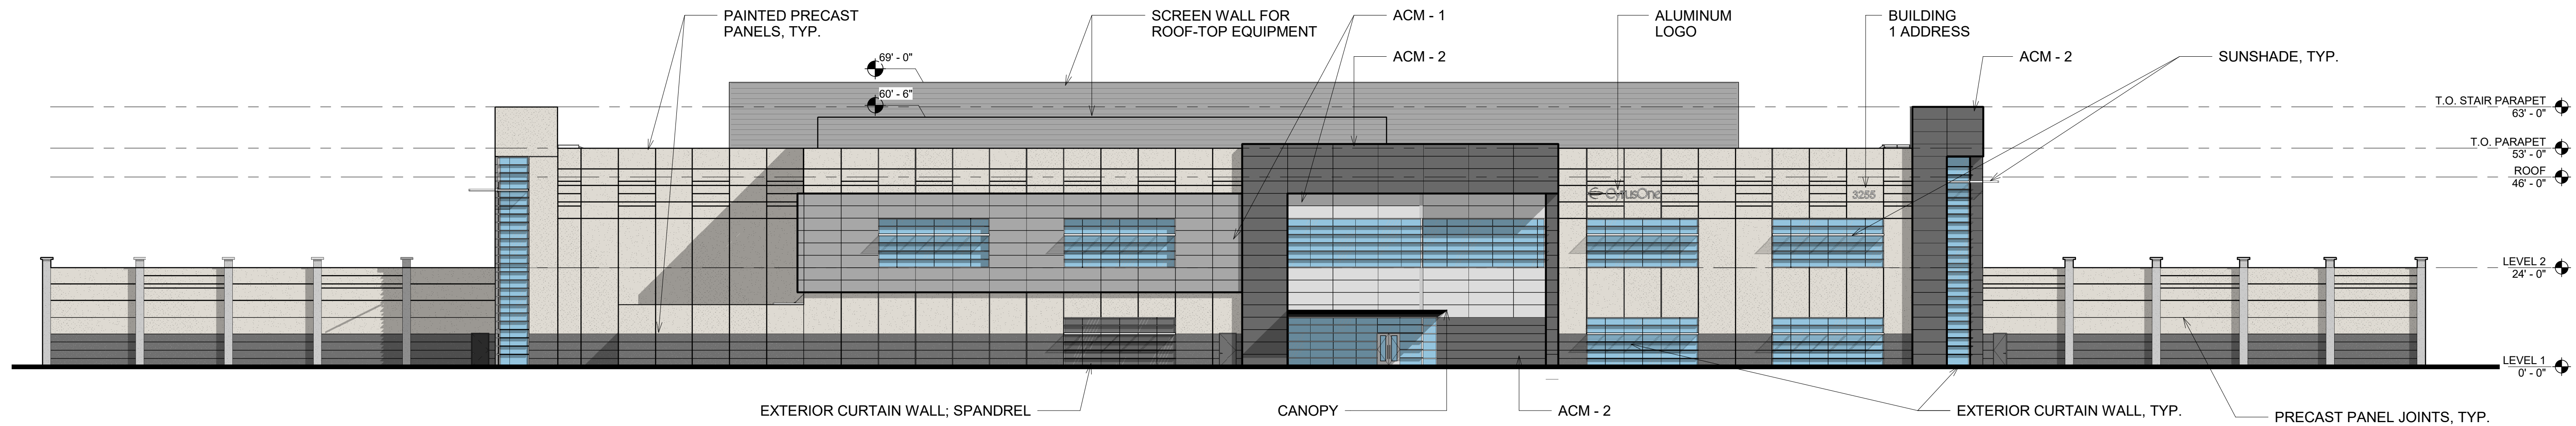 PAINTED PRECAST
PANELS, TYP.
SCREEN WALL FOR
ROOF-TOP EQUIPMENT
ACM - 1
ACM - 2
ALUMINUM
LOGO
BUILDING
1 ADDRESS
ACM - 2
SUNSHADE, TYP.
69' - 0"
60' - 6"
T.O. STAIR PARAPET
63' - 0"
T.O. PARAPET
53' - 0"
ROOF
46' - 0"
CyrusOne
3255
LEVEL 2
24' - 0"
LEVEL 1
0' - 0"
EXTERIOR CURTAIN WALL; SPANDREL
CANOPY
ACM - 2
EXTERIOR CURTAIN WALL, TYP.
PRECAST PANEL JOINTS, TYP.